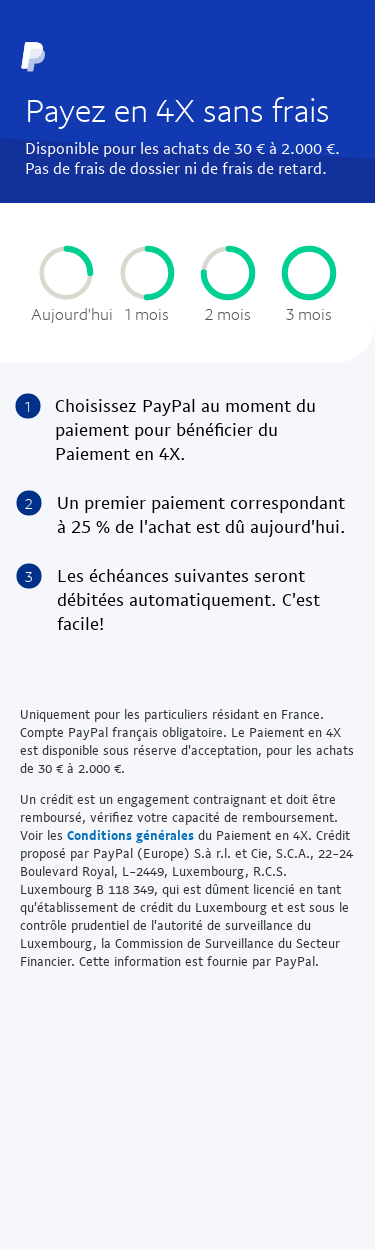 Payez en 4X sans frais
Disponible pour les achats de 30 € à 2.000 €.
Pas de frais de dossier ni de frais de retard.
Aujourd'hui 1 mois 2 mois 3 mois
1 Choisissez PayPal au moment du
paiement pour bénéficier du
Paiement en 4X.
2 Un premier paiement correspondant
à 25 % de l'achat est dû aujourd'hui.
3 Les échéances suivantes seront
débitées automatiquement. C'est
facile!
Uniquement pour les particuliers résidant en France.
Compte PayPal français obligatoire. Le Paiement en 4X
est disponible sous réserve d'acceptation, pour les achats
de 30 € à 2.000 €.
Un crédit est un engagement contraignant et doit être
remboursé, vérifiez votre capacité de remboursement.
Voir les Conditions générales du Paiement en 4X. Crédit
proposé par PayPal (Europe) S.à r.l. et Cie, S.C.A., 22-24
Boulevard Royal, L-2449, Luxembourg, R.C.S.
Luxembourg B 118 349, qui est dûment licencié en tant
qu'établissement de crédit du Luxembourg et est sous le
contrôle prudentiel de l'autorité de surveillance du
Luxembourg, la Commission de Surveillance du Secteur
Financier. Cette information est fournie par PayPal.